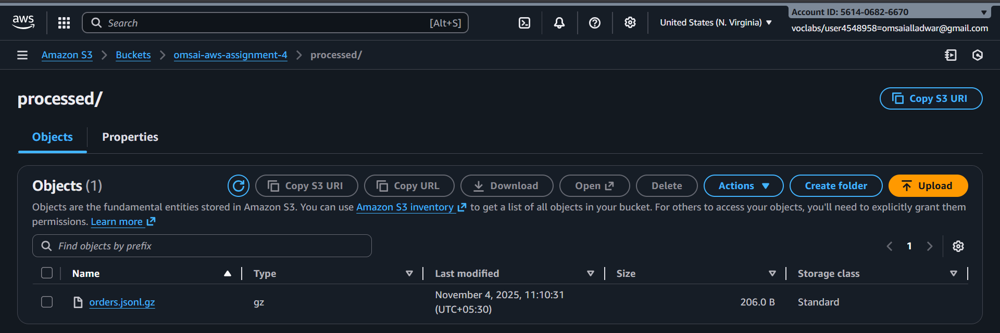 aws
Search [Alt+S]
United States (N. Virginia)
Account ID: 5614-0682-6670
voclabs/user4548958=omsaialladwar@gmail.com
Amazon S3 Buckets omsai-aws-assignment-4 processed/
processed/
Copy S3 URI
Objects Properties
Objects (1)
Copy S3 URI Copy URL Download Open Delete Actions Create folder Upload
Objects are the fundamental entities stored in Amazon S3. You can use Amazon S3 inventory to get a list of all objects in your bucket. For others to access your objects, you'll need to explicitly grant them
permissions. Learn more
Find objects by prefix
1
Name Type Last modified Size Storage class
orders.jsonl.gz gz November 4, 2025, 11:10:31 206.0 B Standard
(UTC+05:30)